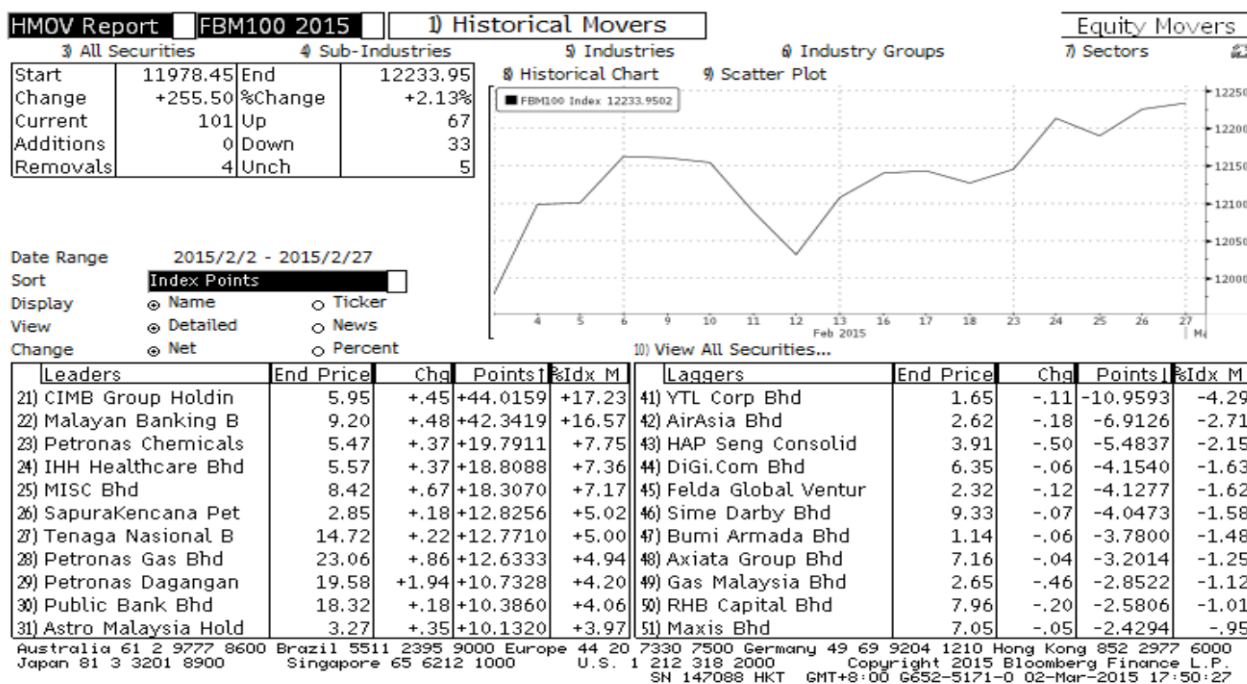 HMOV Report FBM100 2015 1) Historical Movers Equity Movers
3) All Securities 4) Sub-Industries 5) Industries 6) Industry Groups 7) Sectors
Start 11978.45 End 12233.95
Change +255.50 %Change +2.13%
Current 101 Up 67
Additions 0 Down 33
Removals 4 Unch 5
8) Historical Chart 9) Scatter Plot
FBM100 Index 12233.9502
12250
12200
12150
12100
12050
12000
4 5 6 9 10 11 12 13 16 17 18 23 24 25 26 27
Feb 2015
Date Range 2015/2/2 - 2015/2/27
Sort Index Points
Display Name Ticker
View Detailed News
Change Net Percent
10) View All Securities...
Leaders End Price Chg Points↑ %Idx M Laggers End Price Chg Points↓ %Idx M
21) CIMB Group Holdin 5.95 +.45 +44.0159 +17.23 41) YTL Corp Bhd 1.65 -.11 -10.9593 -4.29
22) Malayan Banking B 9.20 +.48 +42.3419 +16.57 42) AirAsia Bhd 2.62 -.18 -6.9126 -2.71
23) Petronas Chemicals 5.47 +.37 +19.7911 +7.75 43) HAP Seng Consolid 3.91 -.50 -5.4837 -2.15
24) IHH Healthcare Bhd 5.57 +.37 +18.8088 +7.36 44) DiGi.Com Bhd 6.35 -.06 -4.1540 -1.63
25) MISC Bhd 8.42 +.67 +18.3070 +7.17 45) Felda Global Ventur 2.32 -.12 -4.1277 -1.62
26) SapuraKencana Pet 2.85 +.18 +12.8256 +5.02 46) Sime Darby Bhd 9.33 -.07 -4.0473 -1.58
27) Tenaga Nasional B 14.72 +.22 +12.7710 +5.00 47) Bumi Armada Bhd 1.14 -.06 -3.7800 -1.48
28) Petronas Gas Bhd 23.06 +.86 +12.6333 +4.94 48) Axiata Group Bhd 7.16 -.04 -3.2014 -1.25
29) Petronas Dagangan 19.58 +1.94 +10.7328 +4.20 49) Gas Malaysia Bhd 2.65 -.46 -2.8522 -1.12
30) Public Bank Bhd 18.32 +.18 +10.3860 +4.06 50) RHB Capital Bhd 7.96 -.20 -2.5806 -1.01
31) Astro Malaysia Hold 3.27 +.35 +10.1320 +3.97 51) Maxis Bhd 7.05 -.05 -2.4294 -.95
Australia 61 2 9777 8600 Brazil 5511 2395 9000 Europe 44 20 7330 7500 Germany 49 69 9204 1210 Hong Kong 852 2977 6000
Japan 81 3 3201 8900 Singapore 65 6212 1000 U.S. 1 212 318 2000 Copyright 2015 Bloomberg Finance L.P.
SN 147088 HKT GMT+8:00 G652-5171-0 02-Mar-2015 17:50:27